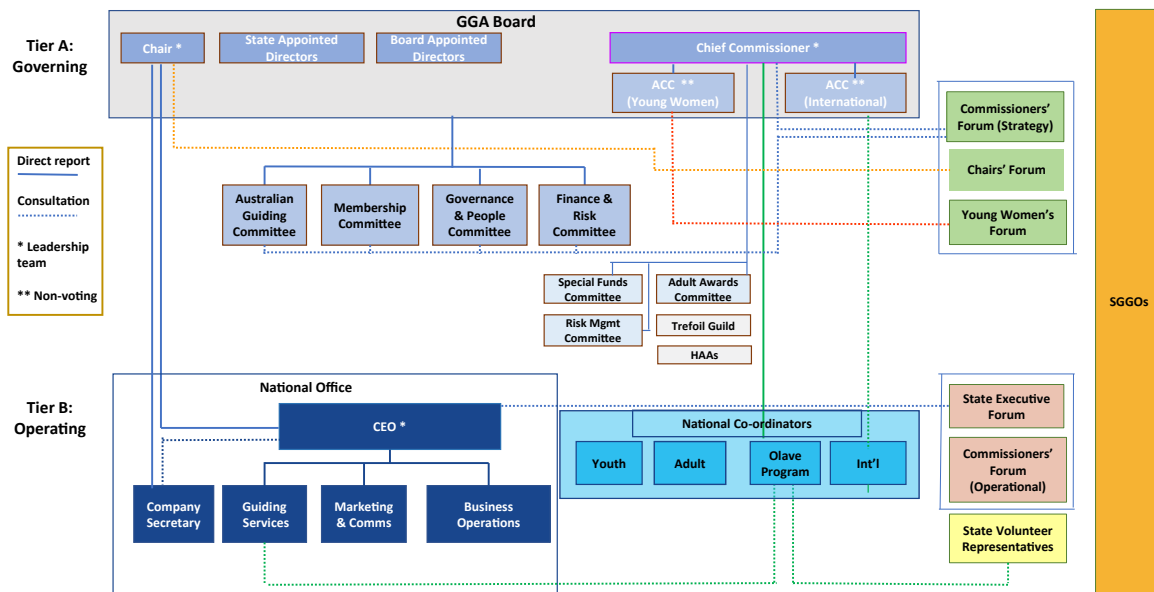 GGA Board
Tier A:
Governing
Chair *
State Appointed
Directors
Board Appointed
Directors
Chief Commissioner *
ACC **
(Young Women)
ACC **
(International)
Commissioners’
Forum (Strategy)
Chairs’ Forum
Young Women’s
Forum
Direct report
Consultation
* Leadership
team
** Non-voting
Australian
Guiding
Committee
Membership
Committee
Governance
& People
Committee
Finance &
Risk
Committee
Special Funds
Committee
Adult Awards
Committee
Risk Mgmt
Committee
Trefoil Guild
HAAs
SGGOs
Tier B:
Operating
National Office
CEO *
Company
Secretary
Guiding
Services
Marketing
& Comms
Business
Operations
National Co-ordinators
Youth
Adult
Olave
Program
Int’l
State Executive
Forum
Commissioners’
Forum
(Operational)
State Volunteer
Representatives